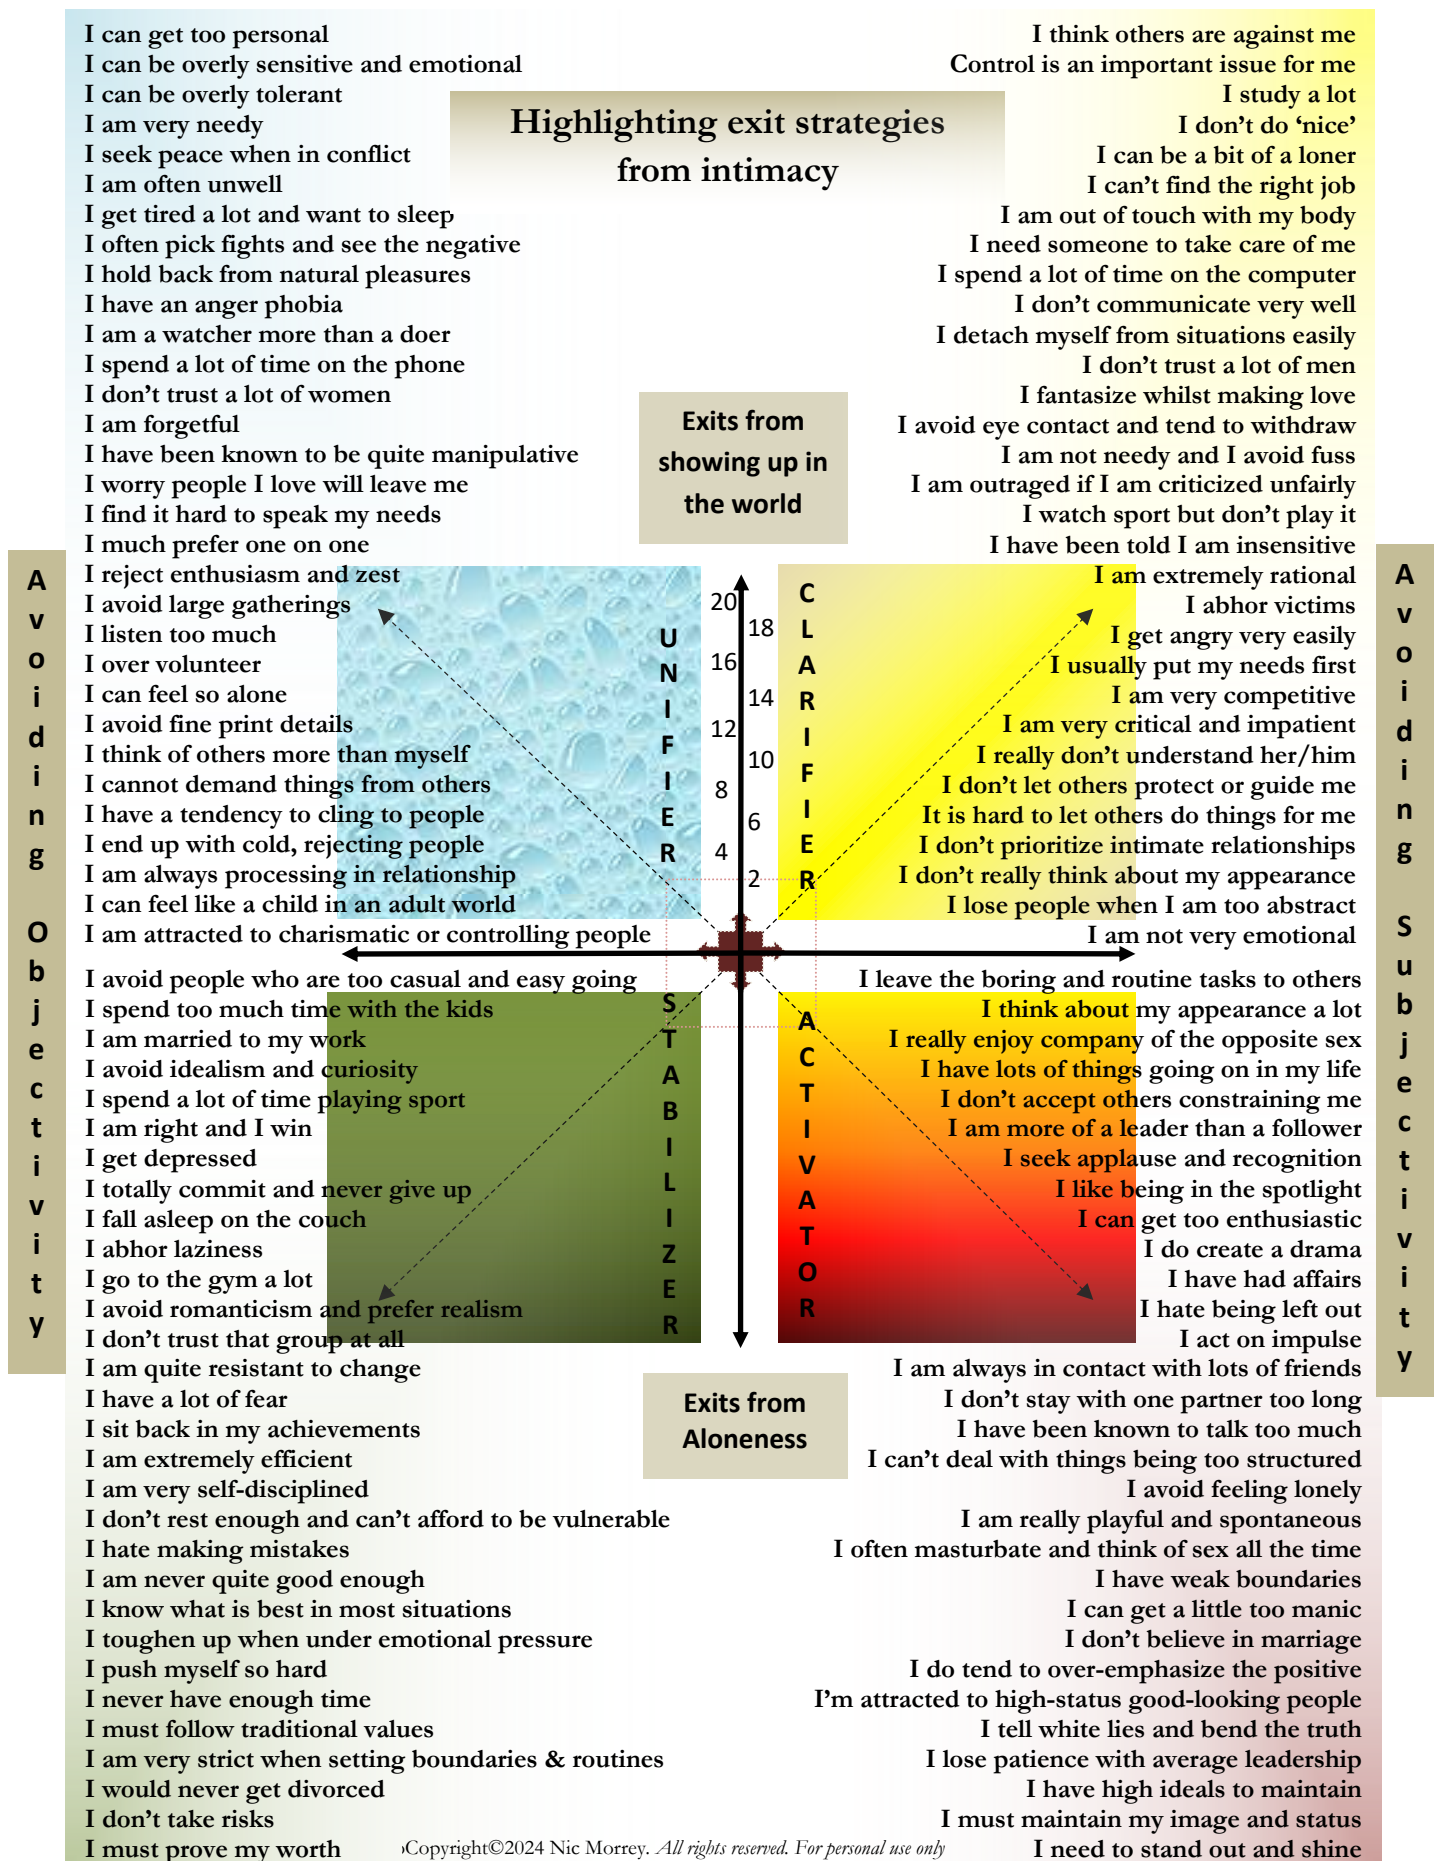 Highlighting exit strategies
from intimacy
I can get too personal
I can be overly sensitive and emotional
I can be overly tolerant
I am very needy
I seek peace when in conflict
I am often unwell
I get tired a lot and want to sleep
I often pick fights and see the negative
I hold back from natural pleasures
I have an anger phobia
I am a watcher more than a doer
I spend a lot of time on the phone
I don’t trust a lot of women
I am forgetful
I have been known to be quite manipulative
I worry people I love will leave me
I find it hard to speak my needs
I much prefer one on one
I reject enthusiasm and zest
I avoid large gatherings
I listen too much
I over volunteer
I can feel so alone
I avoid fine print details
I think of others more than myself
I cannot demand things from others
I have a tendency to cling to people
I end up with cold, rejecting people
I am always processing in relationship
I can feel like a child in an adult world
I am attracted to charismatic or controlling people
I think others are against me
Control is an important issue for me
I study a lot
I don’t do ‘nice’
I can be a bit of a loner
I can’t find the right job
I am out of touch with my body
I need someone to take care of me
I spend a lot of time on the computer
I don’t communicate very well
I detach myself from situations easily
I don’t trust a lot of men
I fantasize whilst making love
I avoid eye contact and tend to withdraw
I am not needy and I avoid fuss
I am outraged if I am criticized unfairly
I watch sport but don’t play it
I have been told I am insensitive
I am extremely rational
I abhor victims
I get angry very easily
I usually put my needs first
I am very competitive
I am very critical and impatient
I really don’t understand her/him
I don’t let others protect or guide me
It is hard to let others do things for me
I don’t prioritize intimate relationships
I don’t really think about my appearance
I lose people when I am too abstract
I am not very emotional
Exits from
showing up in
the world
Avoiding Objectivity
UNIFIER
20
18
16
14
12
10
8
6
4
2
CLARIFIER
Avoiding Subjectivity
STABILIZER
ACTIVATOR
I avoid people who are too casual and easy going
I spend too much time with the kids
I am married to my work
I avoid idealism and curiosity
I spend a lot of time playing sport
I am right and I win
I get depressed
I totally commit and never give up
I fall asleep on the couch
I abhor laziness
I go to the gym a lot
I avoid romanticism and prefer realism
I don’t trust that group at all
I am quite resistant to change
I have a lot of fear
I sit back in my achievements
I am extremely efficient
I am very self-disciplined
I don’t rest enough and can’t afford to be vulnerable
I hate making mistakes
I am never quite good enough
I know what is best in most situations
I toughen up when under emotional pressure
I push myself so hard
I never have enough time
I must follow traditional values
I am very strict when setting boundaries & routines
I would never get divorced
I don’t take risks
I must prove my worth
I leave the boring and routine tasks to others
I think about my appearance a lot
I really enjoy company of the opposite sex
I have lots of things going on in my life
I don’t accept others constraining me
I am more of a leader than a follower
I seek applause and recognition
I like being in the spotlight
I can get too enthusiastic
I do create a drama
I have had affairs
I hate being left out
I act on impulse
I am always in contact with lots of friends
I don’t stay with one partner too long
I have been known to talk too much
I can’t deal with things being too structured
I avoid feeling lonely
I am really playful and spontaneous
I often masturbate and think of sex all the time
I have weak boundaries
I can get a little too manic
I don’t believe in marriage
I do tend to over-emphasize the positive
I’m attracted to high-status good-looking people
I tell white lies and bend the truth
I lose patience with average leadership
I have high ideals to maintain
I must maintain my image and status
I need to stand out and shine
Exits from
Aloneness
Copyright©2024 Nic Morrey. All rights reserved. For personal use only